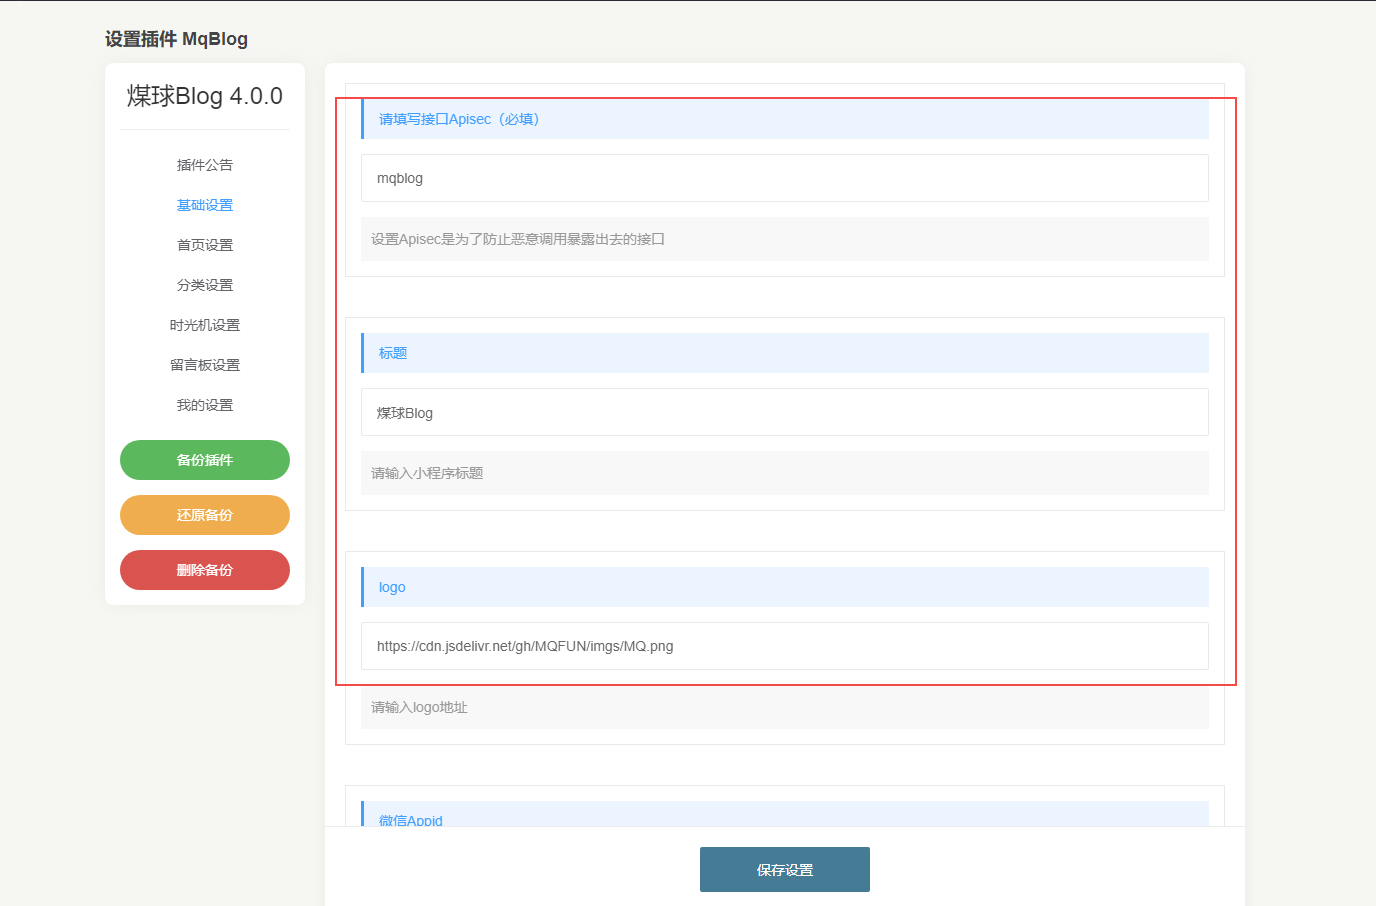 设置插件 MqBlog
煤球Blog 4.0.0
插件公告
基础设置
首页设置
分类设置
时光机设置
留言板设置
我的设置
备份插件
还原备份
删除备份
请填写接口Apisec（必填）
mqblog
设置Apisec是为了防止恶意调用暴露出去的接口
标题
煤球Blog
请输入小程序标题
logo
https://cdn.jsdelivr.net/gh/MQFUN/imgs/MQ.png
请输入logo地址
微信Appid
保存设置